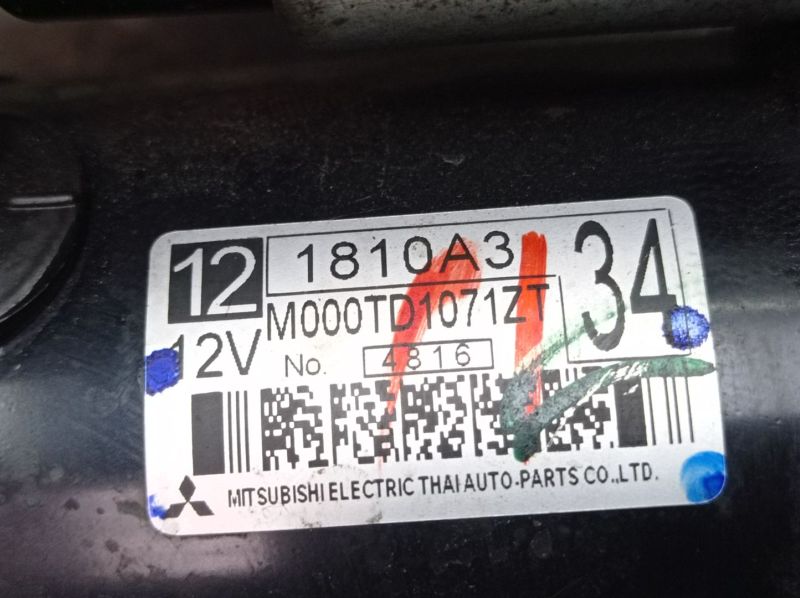 12 1810A3 34
12V M000TD1071ZT
No. 4816
MITSUBISHI ELECTRIC THAI AUTO-PARTS CO.,LTD.